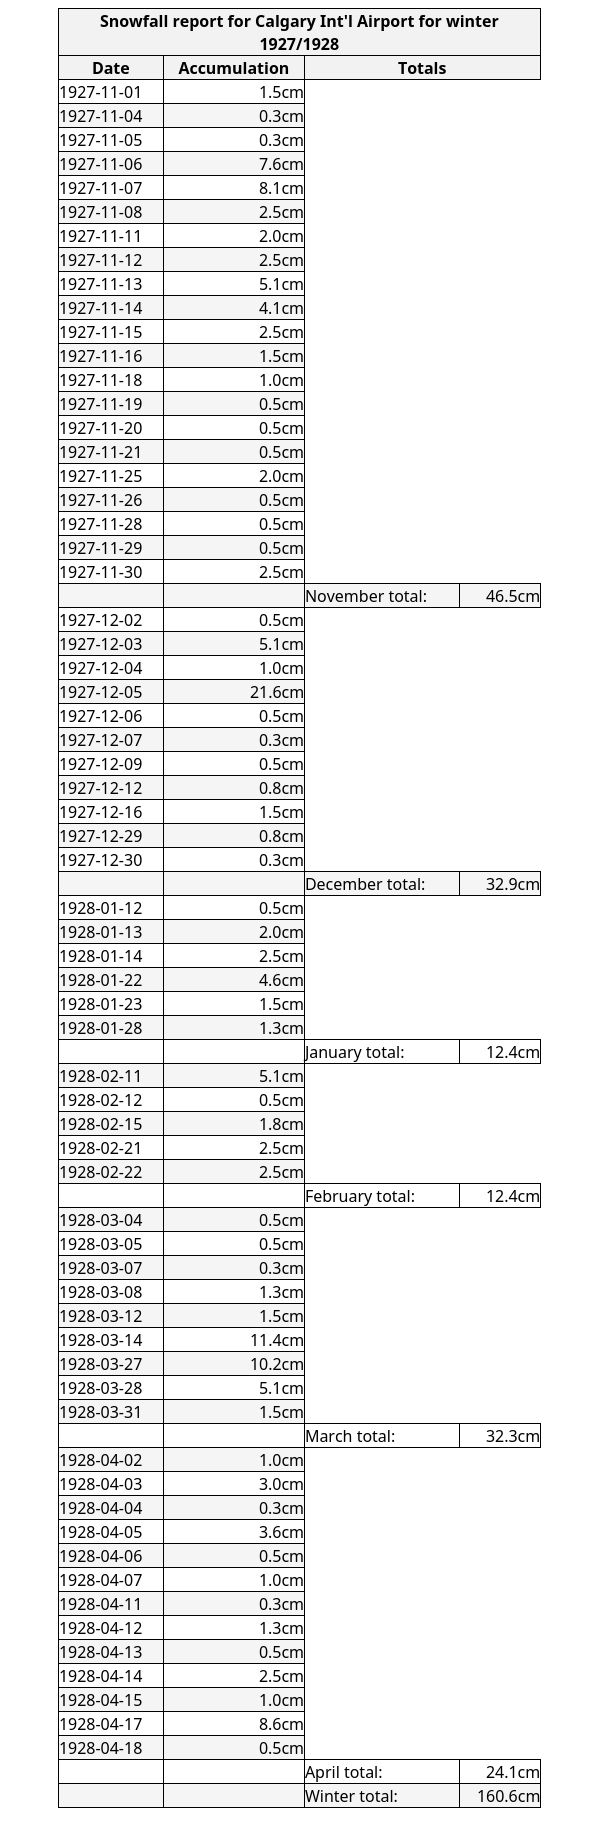 Snowfall report for Calgary Int'l Airport for winter
1927/1928
Date Accumulation Totals
1927-11-01 1.5cm
1927-11-04 0.3cm
1927-11-05 0.3cm
1927-11-06 7.6cm
1927-11-07 8.1cm
1927-11-08 2.5cm
1927-11-11 2.0cm
1927-11-12 2.5cm
1927-11-13 5.1cm
1927-11-14 4.1cm
1927-11-15 2.5cm
1927-11-16 1.5cm
1927-11-18 1.0cm
1927-11-19 0.5cm
1927-11-20 0.5cm
1927-11-21 0.5cm
1927-11-25 2.0cm
1927-11-26 0.5cm
1927-11-28 0.5cm
1927-11-29 0.5cm
1927-11-30 2.5cm
November total: 46.5cm
1927-12-02 0.5cm
1927-12-03 5.1cm
1927-12-04 1.0cm
1927-12-05 21.6cm
1927-12-06 0.5cm
1927-12-07 0.3cm
1927-12-09 0.5cm
1927-12-12 0.8cm
1927-12-16 1.5cm
1927-12-29 0.8cm
1927-12-30 0.3cm
December total: 32.9cm
1928-01-12 0.5cm
1928-01-13 2.0cm
1928-01-14 2.5cm
1928-01-22 4.6cm
1928-01-23 1.5cm
1928-01-28 1.3cm
January total: 12.4cm
1928-02-11 5.1cm
1928-02-12 0.5cm
1928-02-15 1.8cm
1928-02-21 2.5cm
1928-02-22 2.5cm
February total: 12.4cm
1928-03-04 0.5cm
1928-03-05 0.5cm
1928-03-07 0.3cm
1928-03-08 1.3cm
1928-03-12 1.5cm
1928-03-14 11.4cm
1928-03-27 10.2cm
1928-03-28 5.1cm
1928-03-31 1.5cm
March total: 32.3cm
1928-04-02 1.0cm
1928-04-03 3.0cm
1928-04-04 0.3cm
1928-04-05 3.6cm
1928-04-06 0.5cm
1928-04-07 1.0cm
1928-04-11 0.3cm
1928-04-12 1.3cm
1928-04-13 0.5cm
1928-04-14 2.5cm
1928-04-15 1.0cm
1928-04-17 8.6cm
1928-04-18 0.5cm
April total: 24.1cm
Winter total: 160.6cm